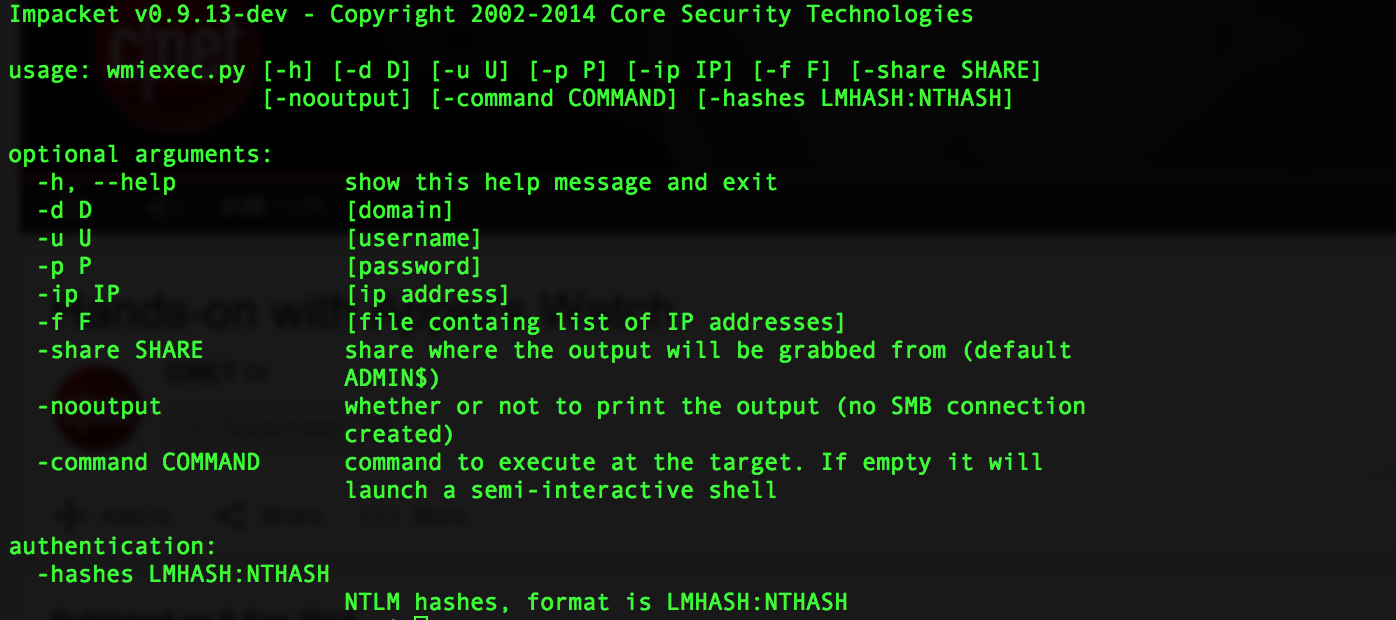 Impacket v0.9.13-dev - Copyright 2002-2014 Core Security Technologies
usage: wmiexec.py [-h] [-d D] [-u U] [-p P] [-ip IP] [-f F] [-share SHARE]
[-nooutput] [-command COMMAND] [-hashes LMHASH:NTHASH]
optional arguments:
-h, --help show this help message and exit
-d D [domain]
-u U [username]
-p P [password]
-ip IP [ip address]
-f F [file containg list of IP addresses]
-share SHARE share where the output will be grabbed from (default
ADMIN$)
-nooutput whether or not to print the output (no SMB connection
created)
-command COMMAND command to execute at the target. If empty it will
launch a semi-interactive shell
authentication:
-hashes LMHASH:NTHASH
NTLM hashes, format is LMHASH:NTHASH